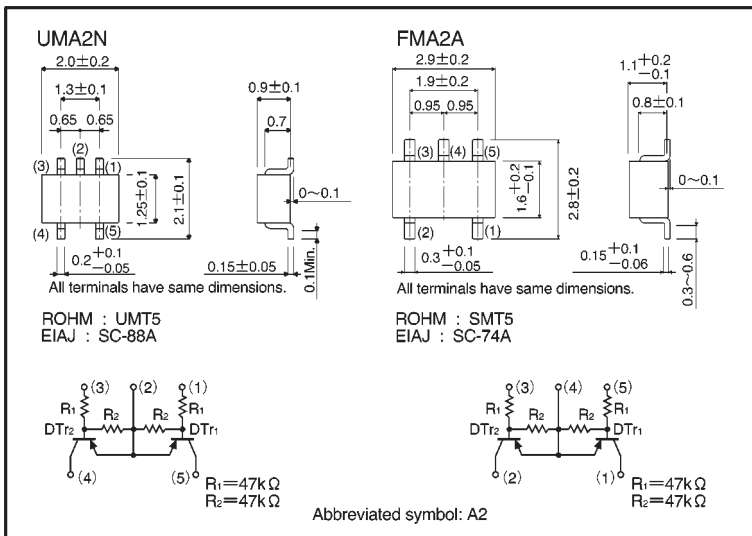 UMA2N
2.0±0.2
1.3±0.1
0.65 0.65
(2)
(3) (1)
(4) (5)
1.25±0.1
2.1±0.1
0.2 +0.1 −0.05
0.9±0.1
0.7
0〜0.1
0.15±0.05
0.1Min.
All terminals have same dimensions.
ROHM : UMT5
EIAJ : SC-88A
FMA2A
2.9±0.2
1.9±0.2
0.95 0.95
(3) (4) (5)
(2) (1)
1.6 +0.2 −0.1
2.8±0.2
0.3 +0.1 −0.05
1.1 +0.2 −0.1
0.8±0.1
0〜0.1
0.15 +0.1 −0.06
0.3〜0.6
All terminals have same dimensions.
ROHM : SMT5
EIAJ : SC-74A
(3) (2) (1)
R1 R2 R2 R1
DTr2 DTr1
(4) (5)
R1=47kΩ
R2=47kΩ
(3) (4) (5)
R1 R2 R2 R1
DTr2 DTr1
(2) (1)
R1=47kΩ
R2=47kΩ
Abbreviated symbol: A2